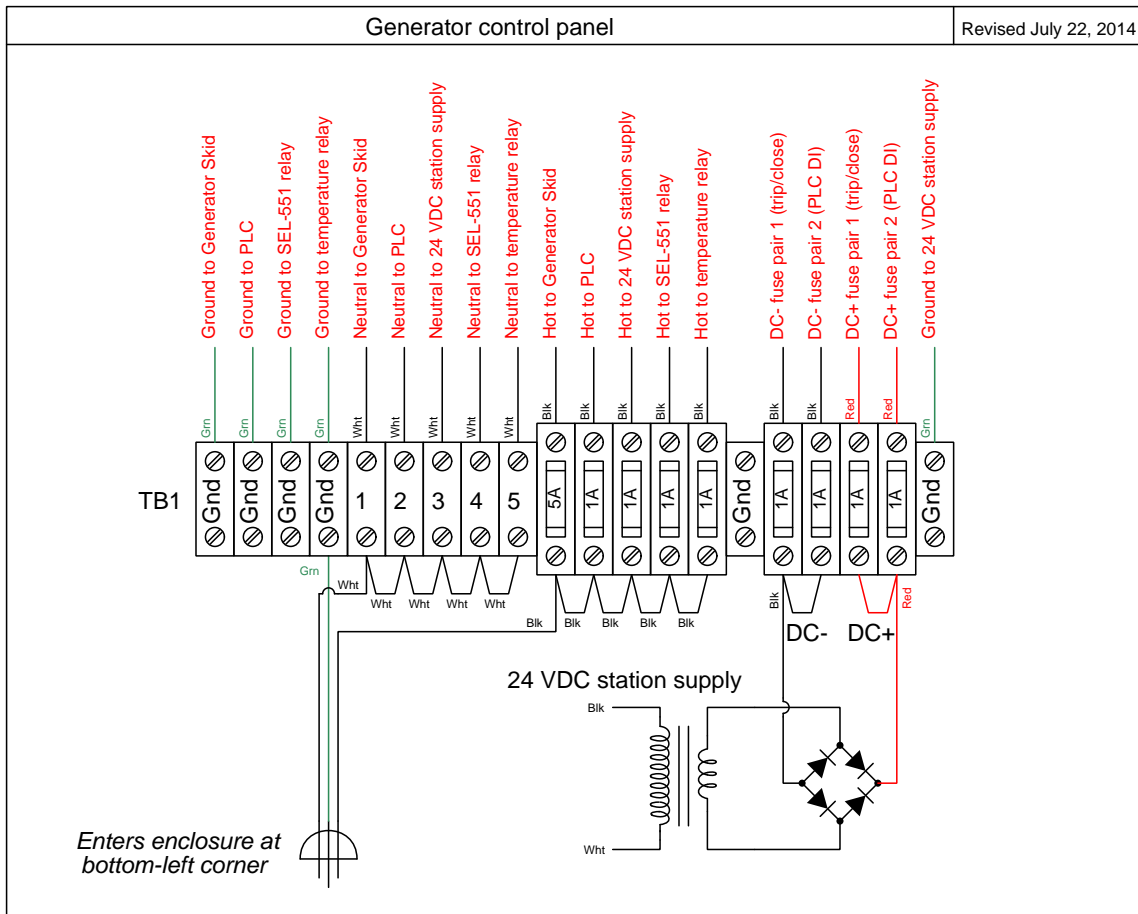 Generator control panel
Revised July 22, 2014
Ground to Generator Skid
Ground to PLC
Ground to SEL-551 relay
Ground to temperature relay
Neutral to Generator Skid
Neutral to PLC
Neutral to 24 VDC station supply
Neutral to SEL-551 relay
Neutral to temperature relay
Hot to Generator Skid
Hot to PLC
Hot to 24 VDC station supply
Hot to SEL-551 relay
Hot to temperature relay
DC- fuse pair 1 (trip/close)
DC- fuse pair 2 (PLC DI)
DC+ fuse pair 1 (trip/close)
DC+ fuse pair 2 (PLC DI)
Ground to 24 VDC station supply
Grn
Grn
Grn
Grn
Wht
Wht
Wht
Wht
Wht
Blk
Blk
Blk
Blk
Blk
Blk
Blk
Red
Red
Grn
TB1
Gnd
Gnd
Gnd
Gnd
1
2
3
4
5
5A
1A
1A
1A
1A
Gnd
1A
1A
1A
1A
Gnd
Grn
Wht
Wht
Wht
Wht
Wht
Blk
Blk
Blk
Blk
Blk
Blk
Red
DC-
DC+
24 VDC station supply
Blk
Wht
Enters enclosure at
bottom-left corner